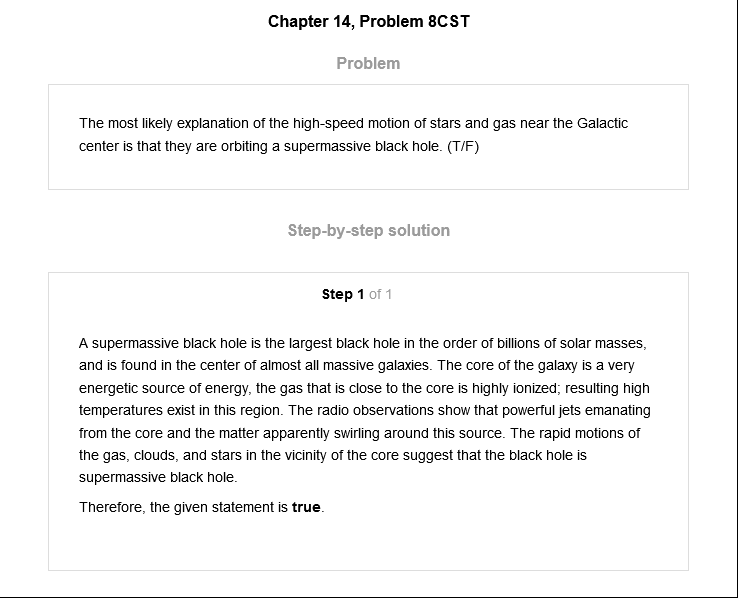 Chapter 14, Problem 8CST
Problem
The most likely explanation of the high-speed motion of stars and gas near the Galactic
center is that they are orbiting a supermassive black hole. (T/F)
Step-by-step solution
Step 1 of 1
A supermassive black hole is the largest black hole in the order of billions of solar masses,
and is found in the center of almost all massive galaxies. The core of the galaxy is a very
energetic source of energy, the gas that is close to the core is highly ionized; resulting high
temperatures exist in this region. The radio observations show that powerful jets emanating
from the core and the matter apparently swirling around this source. The rapid motions of
the gas, clouds, and stars in the vicinity of the core suggest that the black hole is
supermassive black hole.
Therefore, the given statement is true.